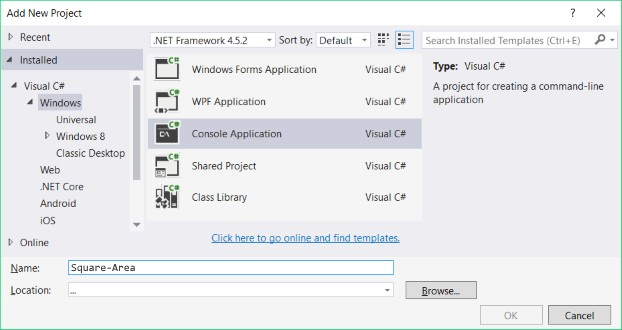 Add New Project
? ×
Recent
.NET Framework 4.5.2 Sort by: Default
Search Installed Templates (Ctrl+E)
Installed
Visual C#
Windows
Universal
Windows 8
Classic Desktop
Web
.NET Core
Android
iOS
Online
Windows Forms Application Visual C#
WPF Application Visual C#
Console Application Visual C#
Shared Project Visual C#
Class Library Visual C#
Click here to go online and find templates.
Type: Visual C#
A project for creating a command-line
application
Name: Square-Area
Location: ...
Browse...
OK Cancel